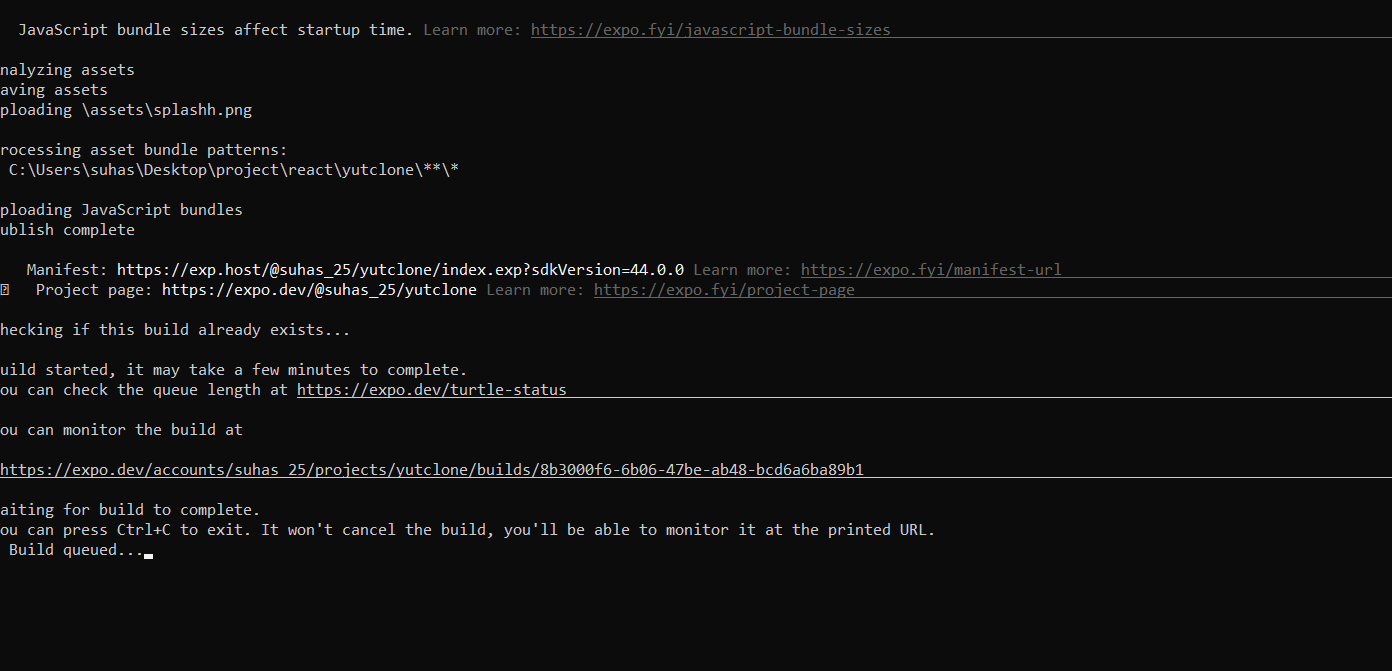 JavaScript bundle sizes affect startup time. Learn more: https://expo.fyi/javascript-bundle-sizes
nalyzing assets
aving assets
ploading \assets\splashh.png
rocessing asset bundle patterns:
C:\Users\suhas\Desktop\project\react\yutclone\**\*
ploading JavaScript bundles
ublish complete
Manifest: https://exp.host/@suhas_25/yutclone/index.exp?sdkVersion=44.0.0 Learn more: https://expo.fyi/manifest-url
Project page: https://expo.dev/@suhas_25/yutclone Learn more: https://expo.fyi/project-page
hecking if this build already exists...
uild started, it may take a few minutes to complete.
ou can check the queue length at https://expo.dev/turtle-status
ou can monitor the build at
https://expo.dev/accounts/suhas_25/projects/yutclone/builds/8b3000f6-6b06-47be-ab48-bcd6a6ba89b1
aiting for build to complete.
ou can press Ctrl+C to exit. It won't cancel the build, you'll be able to monitor it at the printed URL.
Build queued...